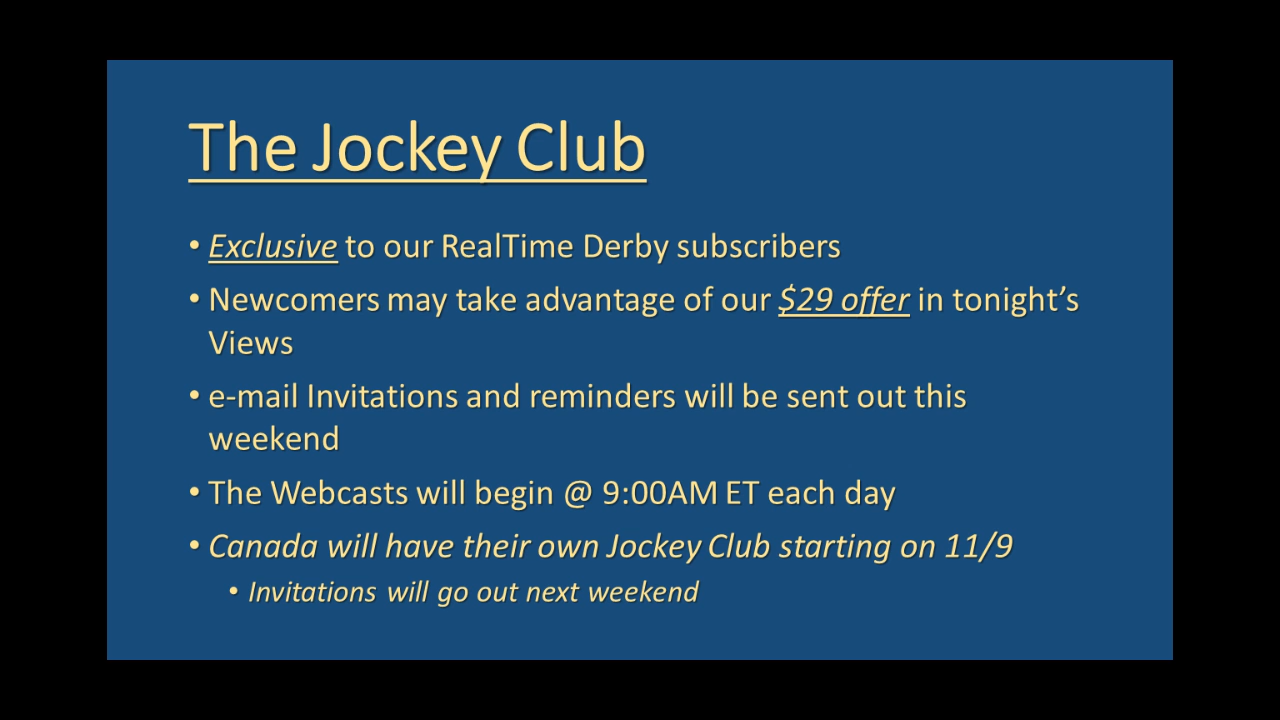 The Jockey Club
• Exclusive to our RealTime Derby subscribers
• Newcomers may take advantage of our $29 offer in tonight’s
Views
• e-mail Invitations and reminders will be sent out this
weekend
• The Webcasts will begin @ 9:00AM ET each day
• Canada will have their own Jockey Club starting on 11/9
• Invitations will go out next weekend